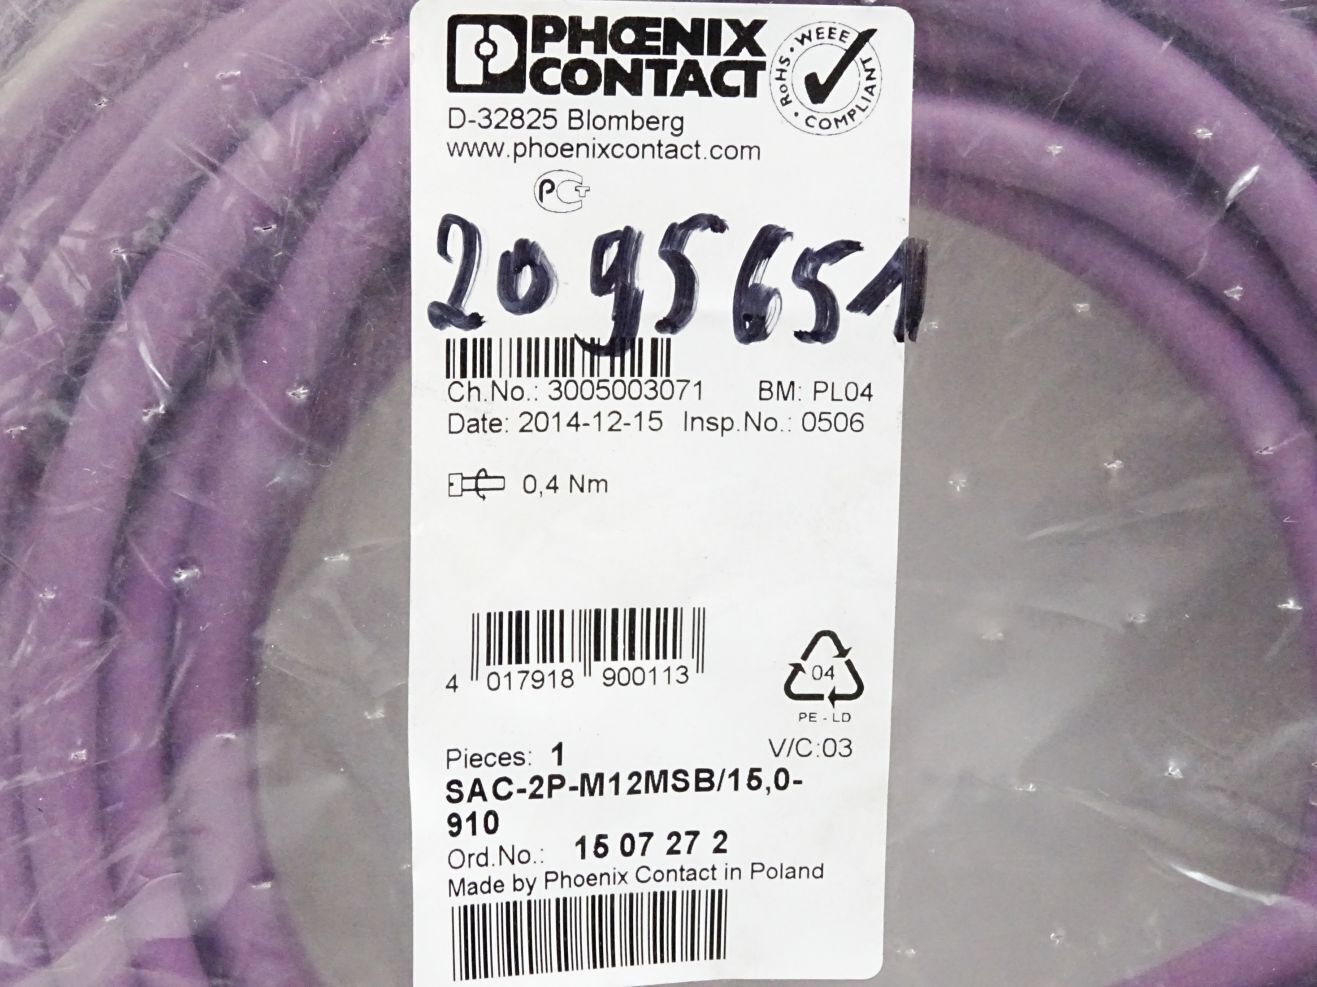 PHŒNIX
CONTACT
WEEE
RoHS
COMPLIANT
D-32825 Blomberg
www.phoenixcontact.com
PCT
2095651
Ch.No.: 3005003071 BM: PL04
Date: 2014-12-15 Insp.No.: 0506
0,4 Nm
4 017918 900113
04
PE-LD
Pieces: 1 V/C:03
SAC-2P-M12MSB/15,0-
910
Ord.No.: 15 07 27 2
Made by Phoenix Contact in Poland